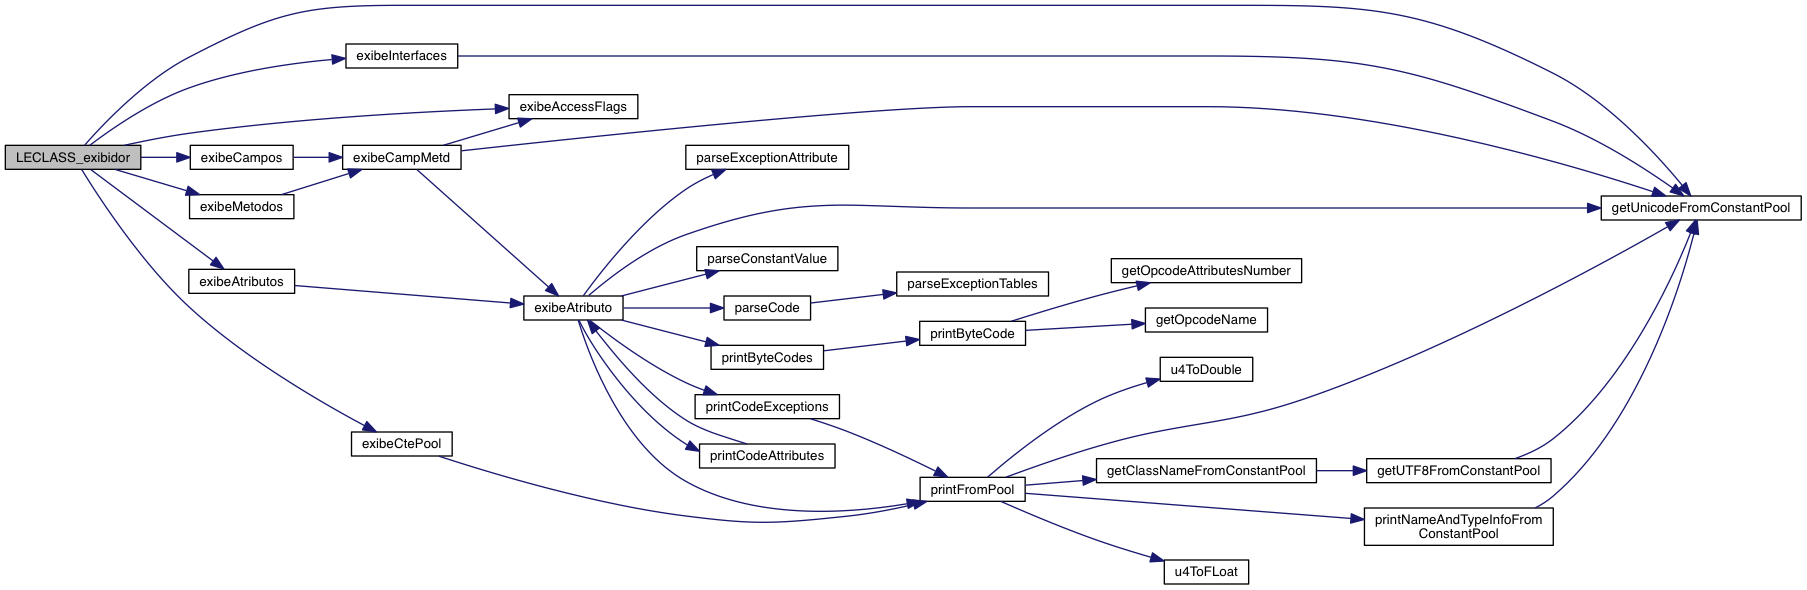 exibeInterfaces
exibeAccessFlags
LECLASS_exibidor
exibeCampos
exibeCampMetd
parseExceptionAttribute
exibeMetodos
getUnicodeFromConstantPool
parseConstantValue
getOpcodeAttributesNumber
exibeAtributos
parseExceptionTables
exibeAtributo
parseCode
getOpcodeName
printByteCode
printByteCodes
u4ToDouble
printCodeExceptions
exibeCtePool
printCodeAttributes
getClassNameFromConstantPool
getUTF8FromConstantPool
printFromPool
printNameAndTypeInfoFrom
ConstantPool
u4ToFLoat